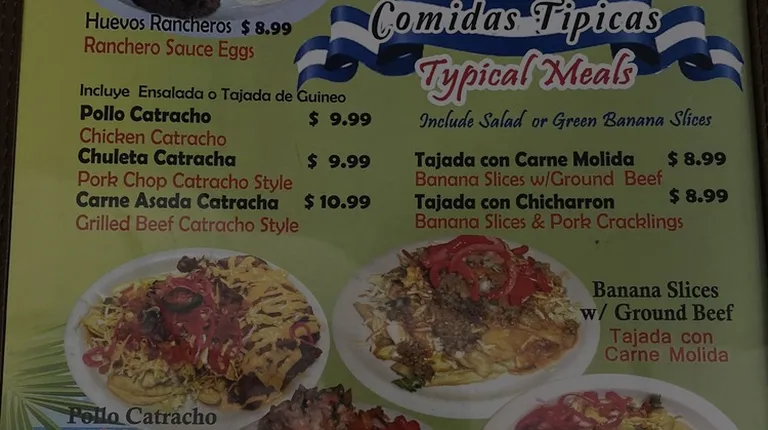 Huevos Rancheros $ 8.99
Ranchero Sauce Eggs
Comidas Tipicas
Typical Meals
Incluye Ensalada o Tajada de Guineo
Include Salad or Green Banana Slices
Pollo Catracho $ 9.99
Chicken Catracho
Chuleta Catracha $ 9.99
Pork Chop Catracho Style
Carne Asada Catracha $ 10.99
Grilled Beef Catracho Style
Tajada con Carne Molida $ 8.99
Banana Slices w/Ground Beef
Tajada con Chicharron $ 8.99
Banana Slices & Pork Cracklings
Banana Slices
w/ Ground Beef
Tajada con
Carne Molida
Pollo Catracho